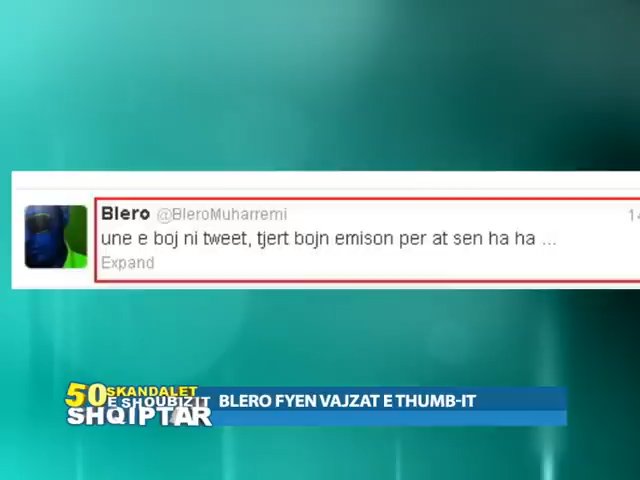 Blero @BleroMuharremi 14
une e boj ni tweet, tjert bojn emison per at sen ha ha ...
Expand
50 SKANDALET
E SHOUBIZIT
SHQIPTAR
BLERO FYEN VAJZAT E THUMB-IT